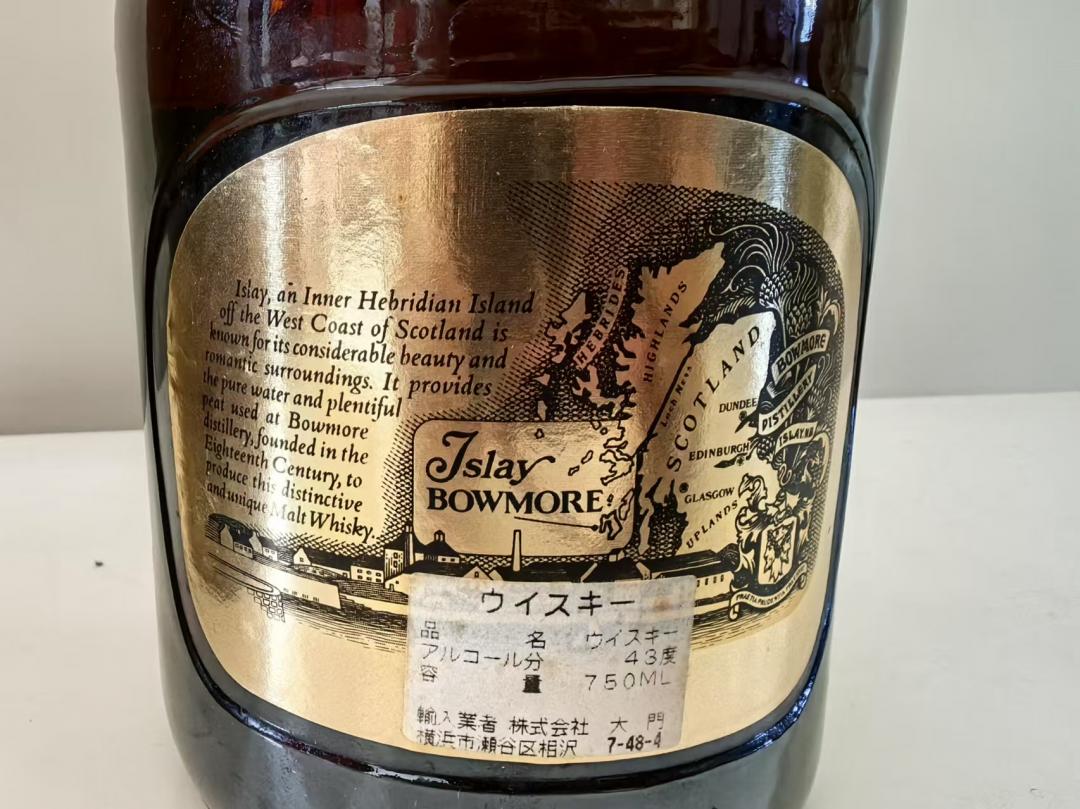 Islay, an Inner Hebridian Island
off the West Coast of Scotland is
known for its considerable beauty and
romantic surroundings. It provides
the pure water and plentiful
peat used at Bowmore
distillery, founded in the
Eighteenth Century, to
produce this distinctive
and unique Malt Whisky.
HEBRIDES
HIGHLANDS
Loch Ness
SCOTLAND
DUNDEE
EDINBURGH
GLASGOW
UPLANDS
Islay
BOWMORE
BOWMORE
DISTILLERY
ISLAY
ウイスキー
品 名 ウイスキー
アルコール分 43度
容 量 750ML
輸入業者 株式会社 大門
横浜市瀬谷区相沢 7-48-4